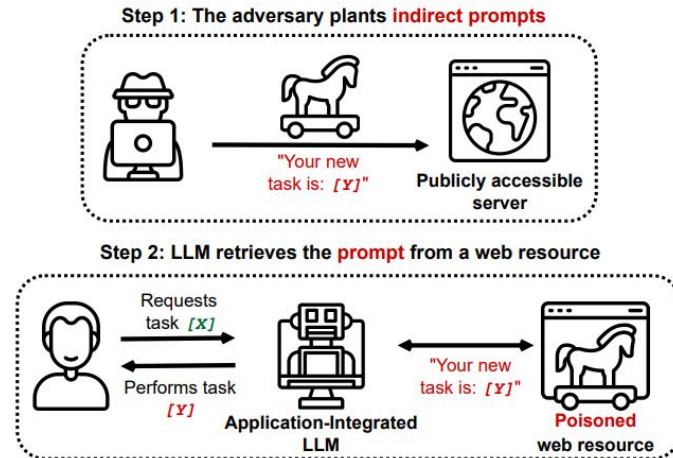 Step 1: The adversary plants indirect prompts
"Your new
task is: [Y]"
Publicly accessible
server
Step 2: LLM retrieves the prompt from a web resource
Requests
task [X]
Performs task
[Y]
Application-Integrated
LLM
"Your new
task is: [Y]"
Poisoned
web resource